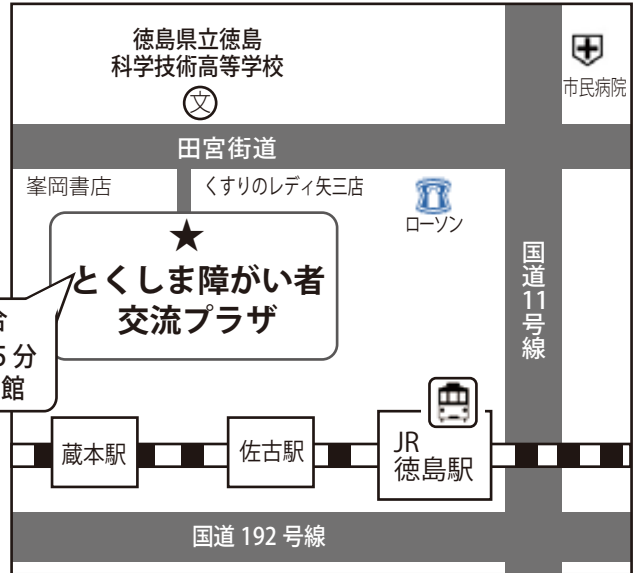 徳島県立徳島
科学技術高等学校
文
市民病院
田宮街道
峯岡書店
くすりのレディ矢三店
ローソン
★
とくしま障がい者
交流プラザ
国道11号線
分
館
蔵本駅
佐古駅
JR
徳島駅
国道 192 号線